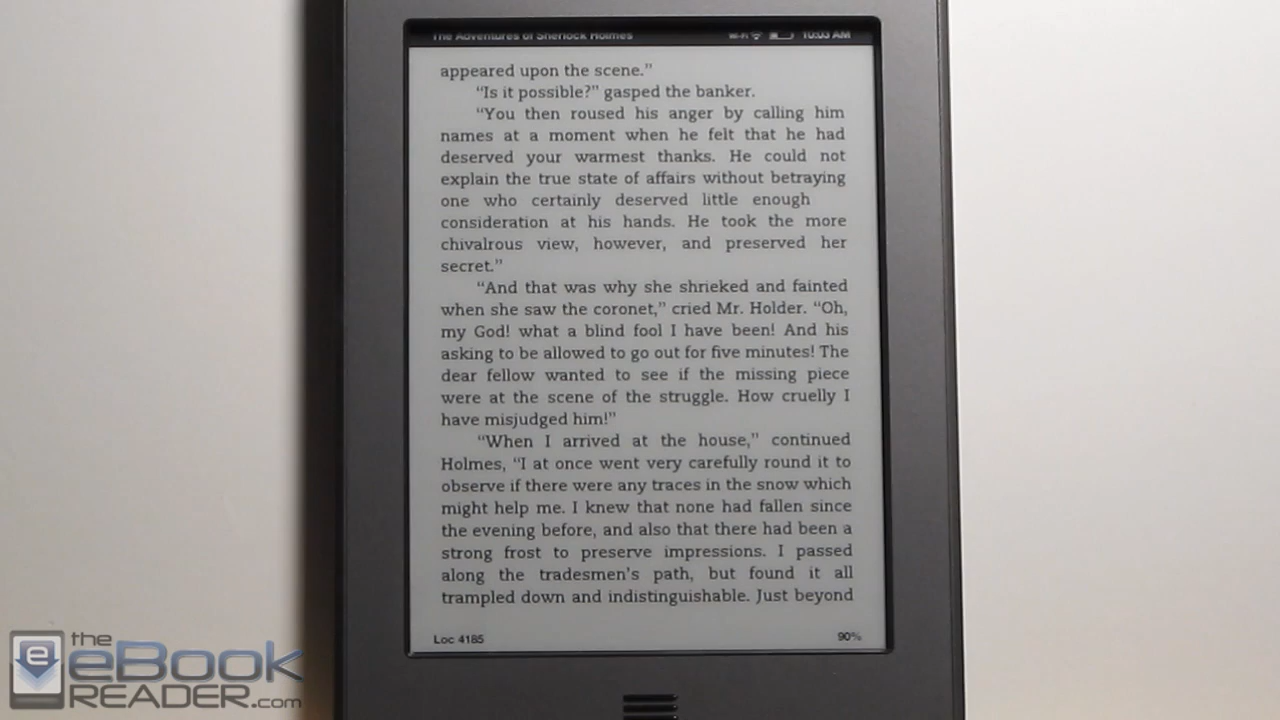 The Adventures of Sherlock Holmes Wi-Fi 10:03 AM
appeared upon the scene.”
“Is it possible?” gasped the banker.
“You then roused his anger by calling him
names at a moment when he felt that he had
deserved your warmest thanks. He could not
explain the true state of affairs without betraying
one who certainly deserved little enough
consideration at his hands. He took the more
chivalrous view, however, and preserved her
secret.”
“And that was why she shrieked and fainted
when she saw the coronet,” cried Mr. Holder. “Oh,
my God! what a blind fool I have been! And his
asking to be allowed to go out for five minutes! The
dear fellow wanted to see if the missing piece
were at the scene of the struggle. How cruelly I
have misjudged him!”
“When I arrived at the house,” continued
Holmes, “I at once went very carefully round it to
observe if there were any traces in the snow which
might help me. I knew that none had fallen since
the evening before, and also that there had been a
strong frost to preserve impressions. I passed
along the tradesmen’s path, but found it all
trampled down and indistinguishable. Just beyond
Loc 4185 90%
the
eBook
READER.com